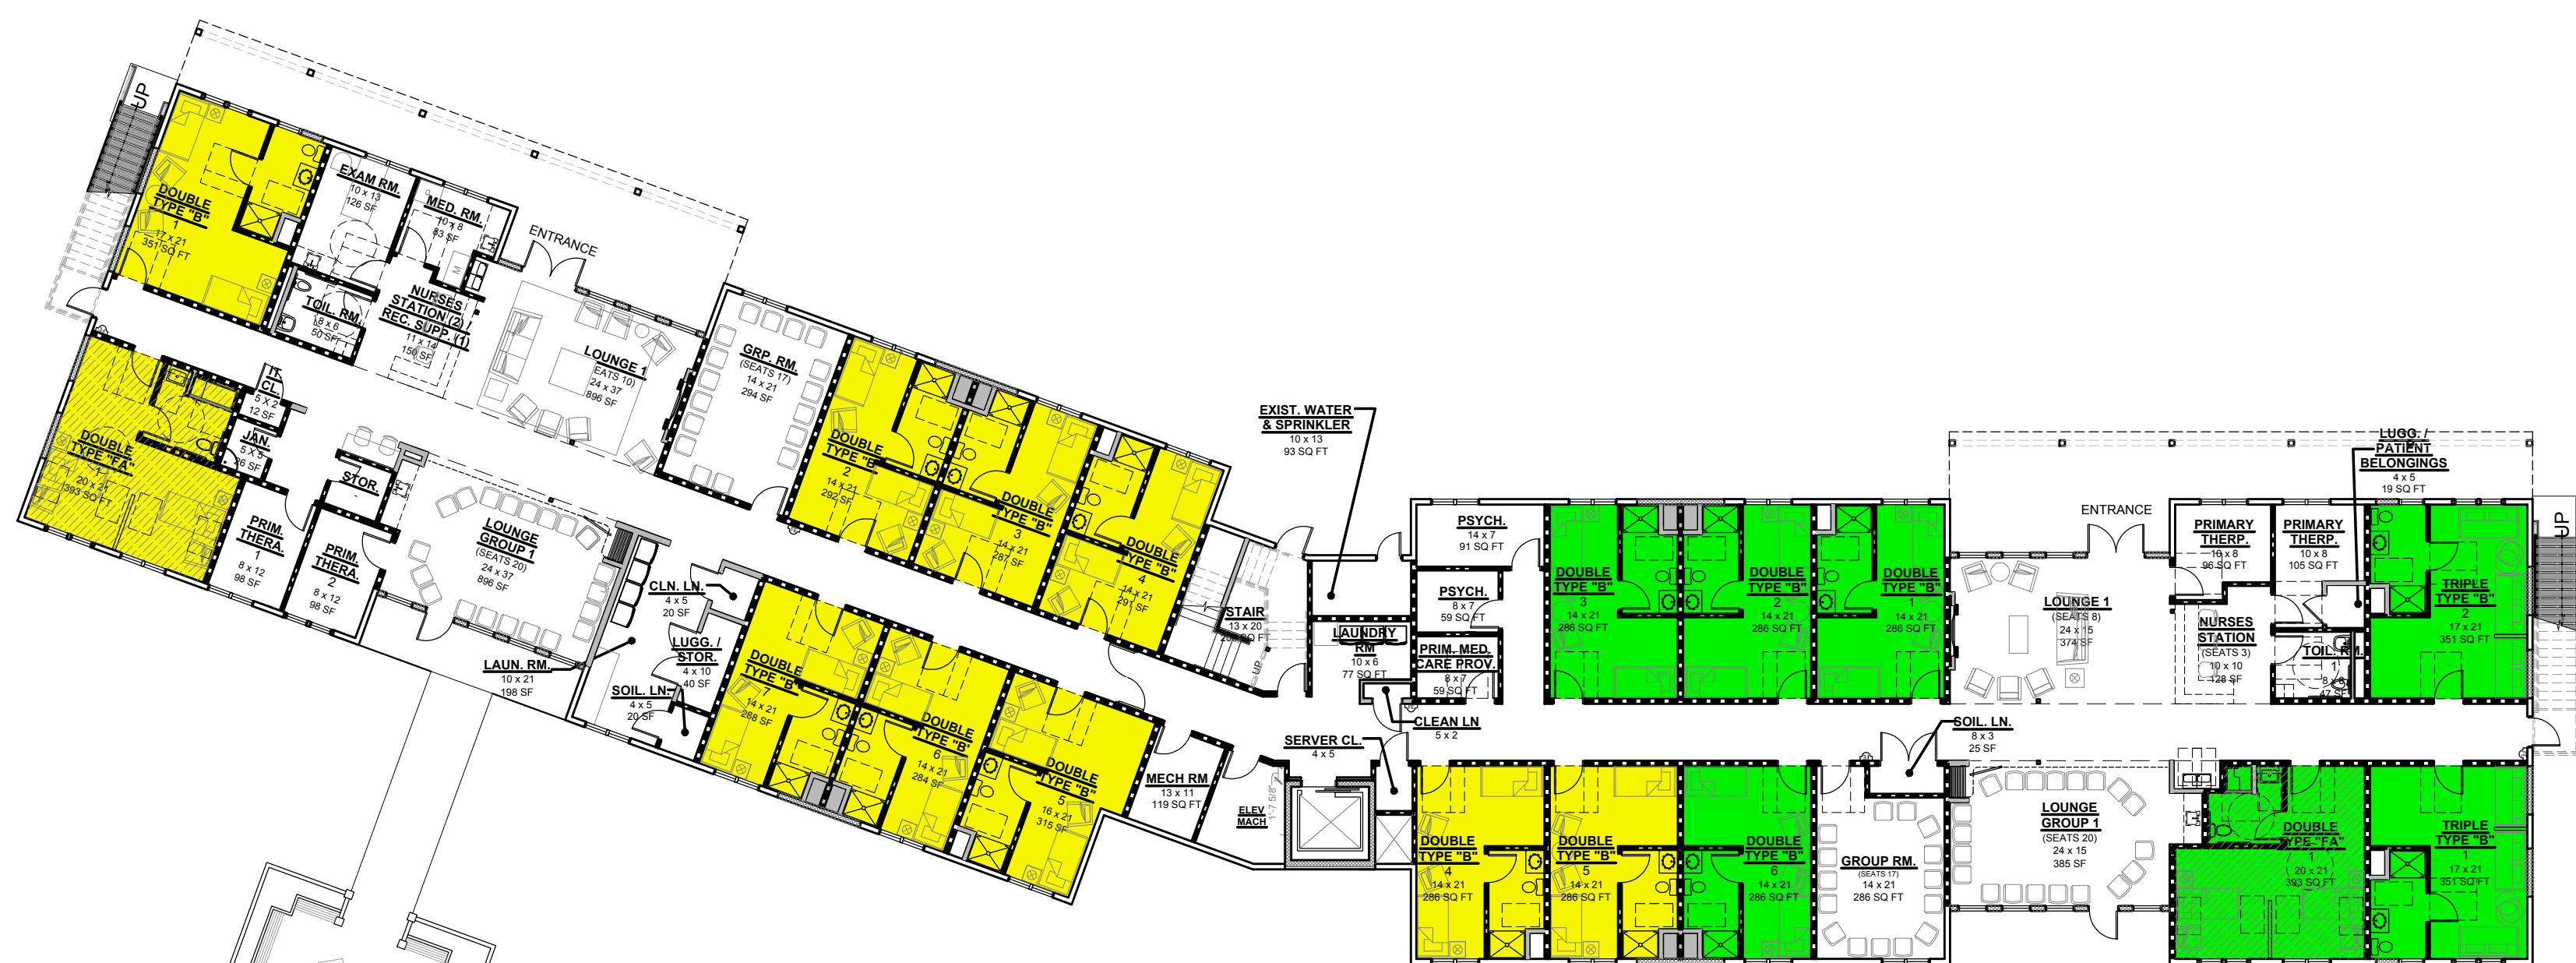 UP
DOUBLE
TYPE "B"
1
17 x 21
351 SQ FT
EXAM RM.
10 x 13
126 SF
MED. RM.
10 x 8
83 SF
M
ENTRANCE
TOIL. RM.
8 x 6
50 SF
NURSES
STATION (2) /
REC. SUPP. (1)
11 x 14
150 SF
LOUNGE 1
EATS 10)
24 x 37
896 SF
GRP. RM.
(SEATS 17)
14 x 21
294 SF
DOUBLE
TYPE "B"
2
14 x 21
292 SF
DOUBLE
TYPE "B"
3
14 x 21
287 SF
DOUBLE
TYPE "B"
4
14 x 21
291 SF
DOUBLE
TYPE "FA"
1
20 x 21
393 SQ FT
IT
CL.
5 X 2
12 SF
JAN.
5 X 5
26 SF
STOR.
-
PRIM.
THERA.
1
8 x 12
98 SF
PRIM.
THERA.
2
8 x 12
98 SF
LOUNGE
GROUP 1
(SEATS 20)
24 x 37
896 SF
LAUN. RM.
10 x 21
198 SF
CLN. LN.
4 x 5
20 SF
LUGG. /
STOR.
4 x 10
40 SF
SOIL. LN.
4 x 5
20 SF
DOUBLE
TYPE "B"
7
14 x 21
288 SF
DOUBLE
TYPE "B"
6
14 x 21
284 SF
DOUBLE
TYPE "B"
5
16 x 21
315 SF
MECH RM
13 x 11
119 SQ FT
ELEV
MACH
1'-7 5/8"
STAIR
13 x 20
UP
EXIST. WATER
& SPRINKLER
10 x 13
93 SQ FT
LAUNDRY
RM
10 x 6
77 SQ FT
CLEAN LN
5 x 2
SERVER CL.
4 x 5
PSYCH.
14 x 7
91 SQ FT
PSYCH.
8 x 7
59 SQ FT
PRIM. MED.
CARE PROV.
8 x 7
59 SQ FT
DOUBLE
TYPE "B"
3
14 x 21
286 SQ FT
DOUBLE
TYPE "B"
2
14 x 21
286 SQ FT
DOUBLE
TYPE "B"
1
14 x 21
286 SQ FT
ENTRANCE
LOUNGE 1
(SEATS 8)
24 x 15
374 SF
PRIMARY
THERP.
10 x 8
96 SQ FT
PRIMARY
THERP.
10 x 8
105 SQ FT
LUGG. /
PATIENT
BELONGINGS
4 x 5
19 SQ FT
NURSES
STATION
(SEATS 3)
10 x 10
128 SF
TOIL. RM.
1
8 x 6
47 SF
TRIPLE
TYPE "B"
2
17 x 21
351 SQ FT
UP
SOIL. LN.
8 x 3
25 SF
DOUBLE
TYPE "B"
4
14 x 21
286 SQ FT
DOUBLE
TYPE "B"
5
14 x 21
286 SQ FT
DOUBLE
TYPE "B"
6
14 x 21
286 SQ FT
GROUP RM.
(SEATS 17)
14 x 21
286 SQ FT
LOUNGE
GROUP 1
(SEATS 20)
24 x 15
385 SF
DOUBLE
TYPE "FA"
1
20 x 21
393 SQ FT
TRIPLE
TYPE "B"
1
17 x 21
351 SQ FT